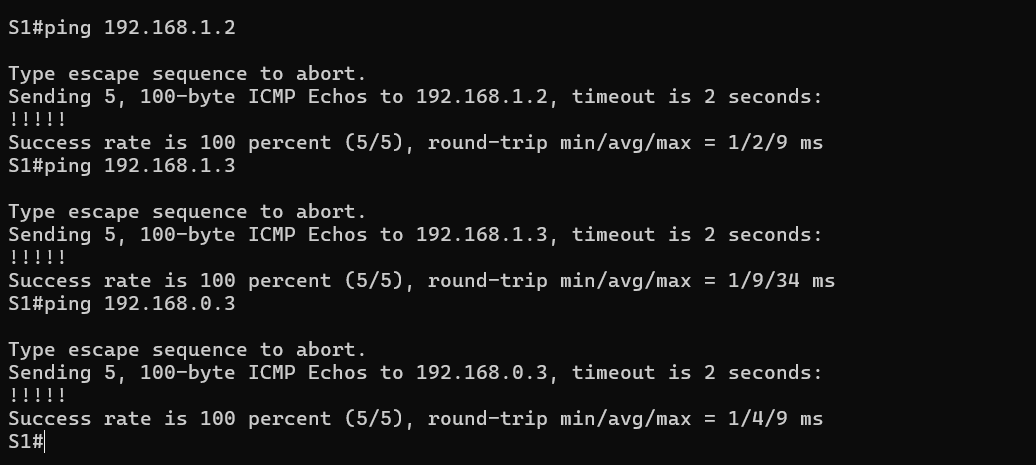 S1#ping 192.168.1.2
Type escape sequence to abort.
Sending 5, 100-byte ICMP Echos to 192.168.1.2, timeout is 2 seconds:
!!!!!
Success rate is 100 percent (5/5), round-trip min/avg/max = 1/2/9 ms
S1#ping 192.168.1.3
Type escape sequence to abort.
Sending 5, 100-byte ICMP Echos to 192.168.1.3, timeout is 2 seconds:
!!!!!
Success rate is 100 percent (5/5), round-trip min/avg/max = 1/9/34 ms
S1#ping 192.168.0.3
Type escape sequence to abort.
Sending 5, 100-byte ICMP Echos to 192.168.0.3, timeout is 2 seconds:
!!!!!
Success rate is 100 percent (5/5), round-trip min/avg/max = 1/4/9 ms
S1#